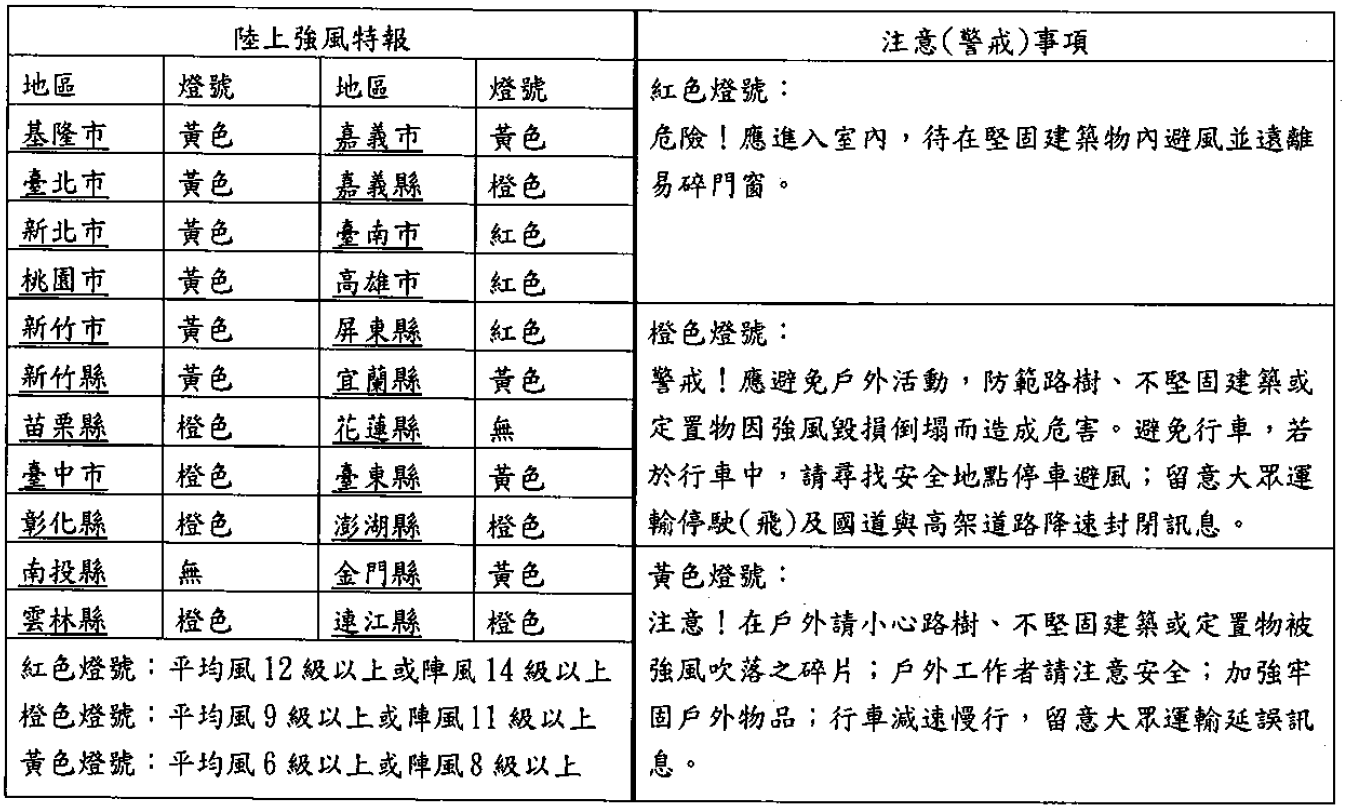 陸上強風特報
地區 燈號 地區 燈號
基隆市 黃色 嘉義市 黃色
臺北市 黃色 嘉義縣 橙色
新北市 黃色 臺南市 紅色
桃園市 黃色 高雄市 紅色
新竹市 黃色 屏東縣 紅色
新竹縣 黃色 宜蘭縣 黃色
苗栗縣 橙色 花蓮縣 無
臺中市 橙色 臺東縣 黃色
彰化縣 橙色 澎湖縣 橙色
南投縣 無 金門縣 黃色
雲林縣 橙色 連江縣 橙色
紅色燈號：平均風12級以上或陣風14級以上
橙色燈號：平均風9級以上或陣風11級以上
黃色燈號：平均風6級以上或陣風8級以上
注意(警戒)事項
紅色燈號：
危險！應進入室內，待在堅固建築物內避風並遠離
易碎門窗。
橙色燈號：
警戒！應避免戶外活動，防範路樹、不堅固建築或
定置物因強風毀損倒塌而造成危害。避免行車，若
於行車中，請尋找安全地點停車避風；留意大眾運
輸停駛(飛)及國道與高架道路降速封閉訊息。
黃色燈號：
注意！在戶外請小心路樹、不堅固建築或定置物被
強風吹落之碎片；戶外工作者請注意安全；加強牢
固戶外物品；行車減速慢行，留意大眾運輸延誤訊
息。